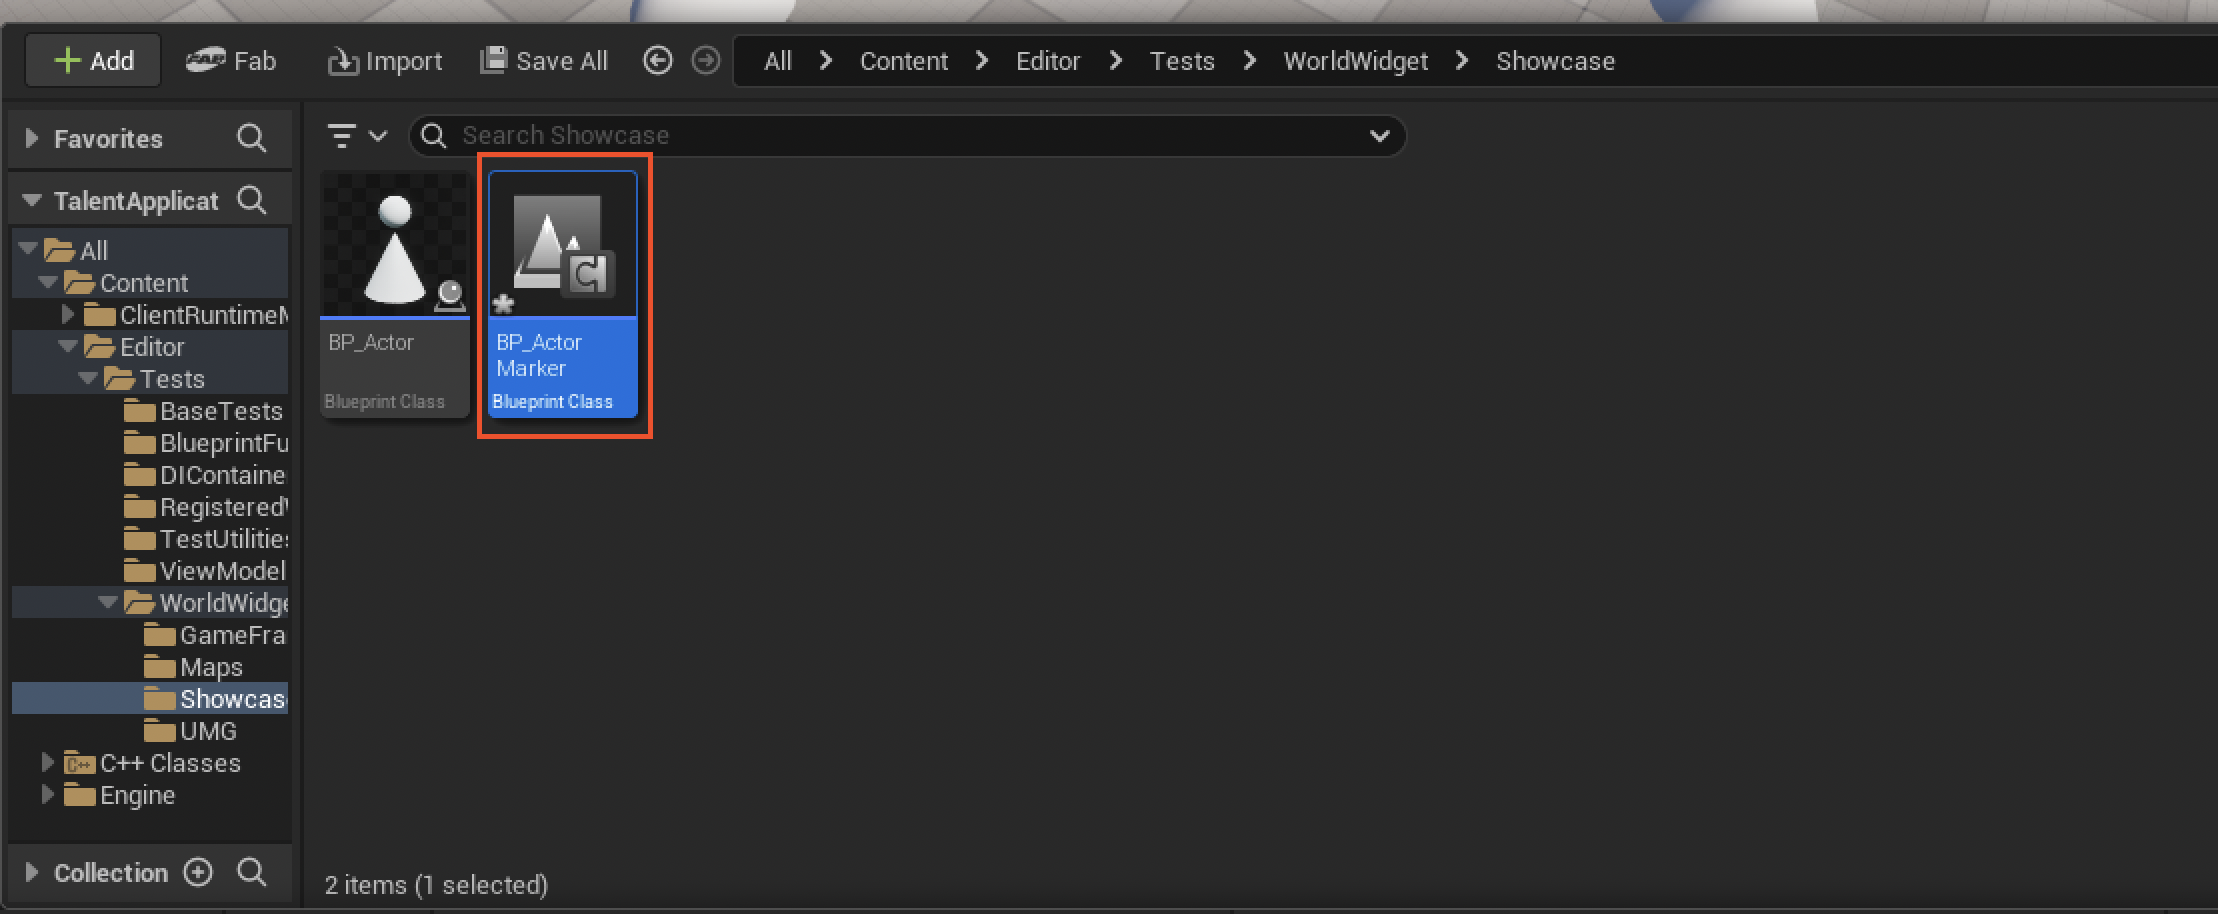 Add
Fab
Import
Save All
All > Content > Editor > Tests > WorldWidget > Showcase
Favorites
Search Showcase
TalentApplicat
All
Content
ClientRuntimeM
Editor
Tests
BaseTests
BlueprintFu
DIContaine
Registered
TestUtilities
ViewModel
WorldWidge
GameFra
Maps
Showcas
UMG
C++ Classes
Engine
Collection
BP_Actor
Blueprint Class
BP_Actor
Marker
Blueprint Class
2 items (1 selected)